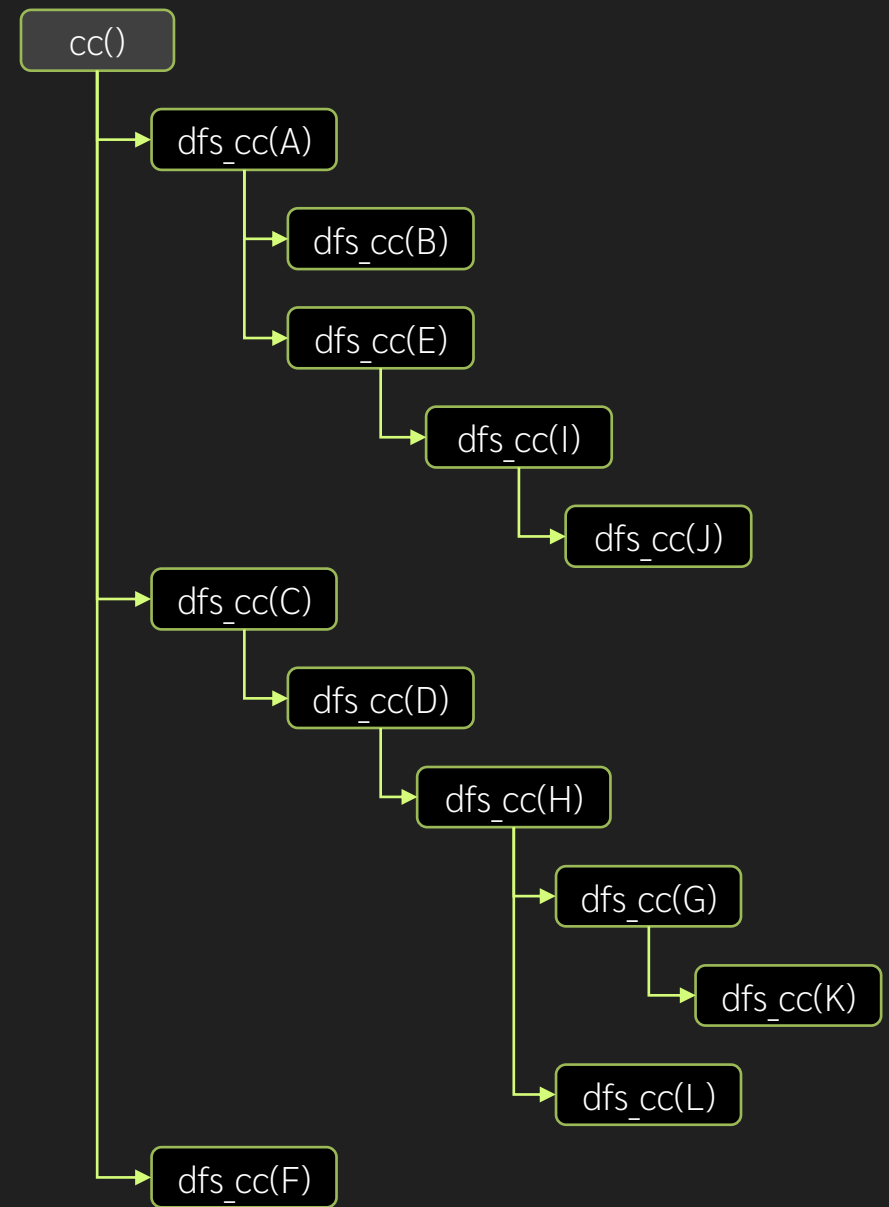 cc()
dfs_cc(A)
dfs_cc(B)
dfs_cc(E)
dfs_cc(I)
dfs_cc(J)
dfs_cc(C)
dfs_cc(D)
dfs_cc(H)
dfs_cc(G)
dfs_cc(K)
dfs_cc(L)
dfs_cc(F)